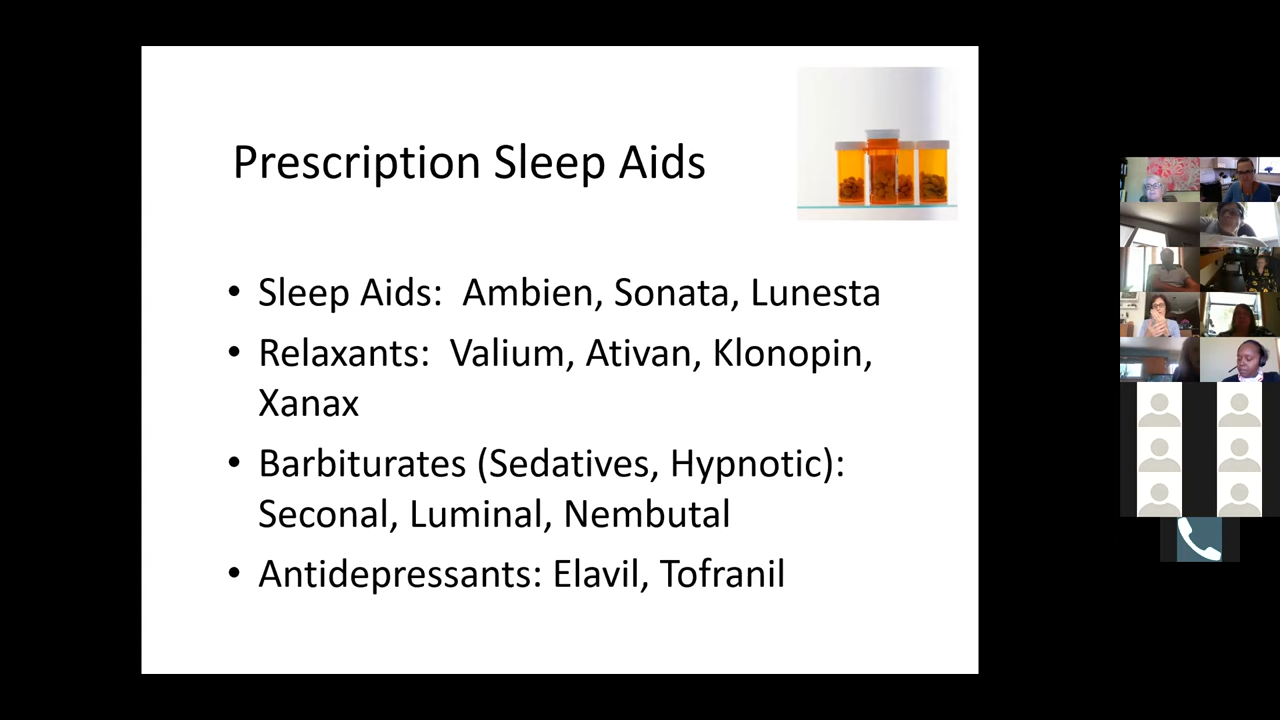 Prescription Sleep Aids
• Sleep Aids:  Ambien, Sonata, Lunesta
• Relaxants:  Valium, Ativan, Klonopin,
Xanax
• Barbiturates (Sedatives, Hypnotic):
Seconal, Luminal, Nembutal
• Antidepressants: Elavil, Tofranil